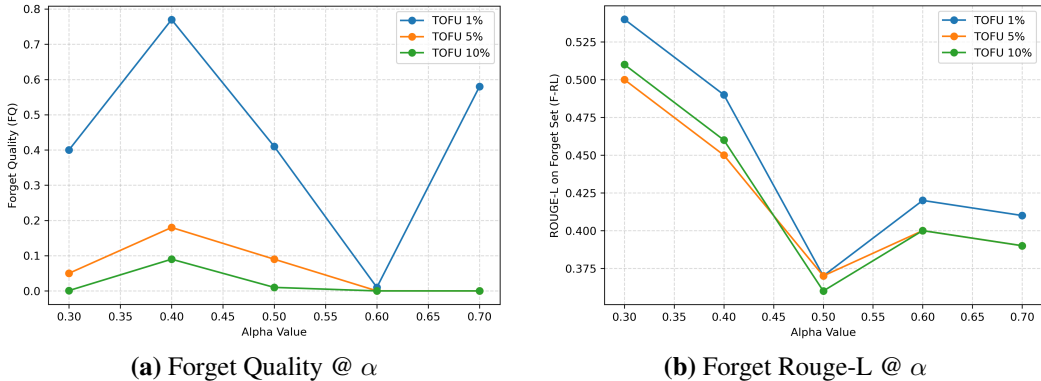 0.8
0.7
0.6
0.5
0.4
0.3
0.2
0.1
0.0
Forget Quality (FQ)
0.30 0.35 0.40 0.45 0.50 0.55 0.60 0.65 0.70
Alpha Value
TOFU 1%
TOFU 5%
TOFU 10%
(a) Forget Quality @ α
0.525
0.500
0.475
0.450
0.425
0.400
0.375
ROUGE-L on Forget Set (F-RL)
0.30 0.35 0.40 0.45 0.50 0.55 0.60 0.65 0.70
Alpha Value
TOFU 1%
TOFU 5%
TOFU 10%
(b) Forget Rouge-L @ α